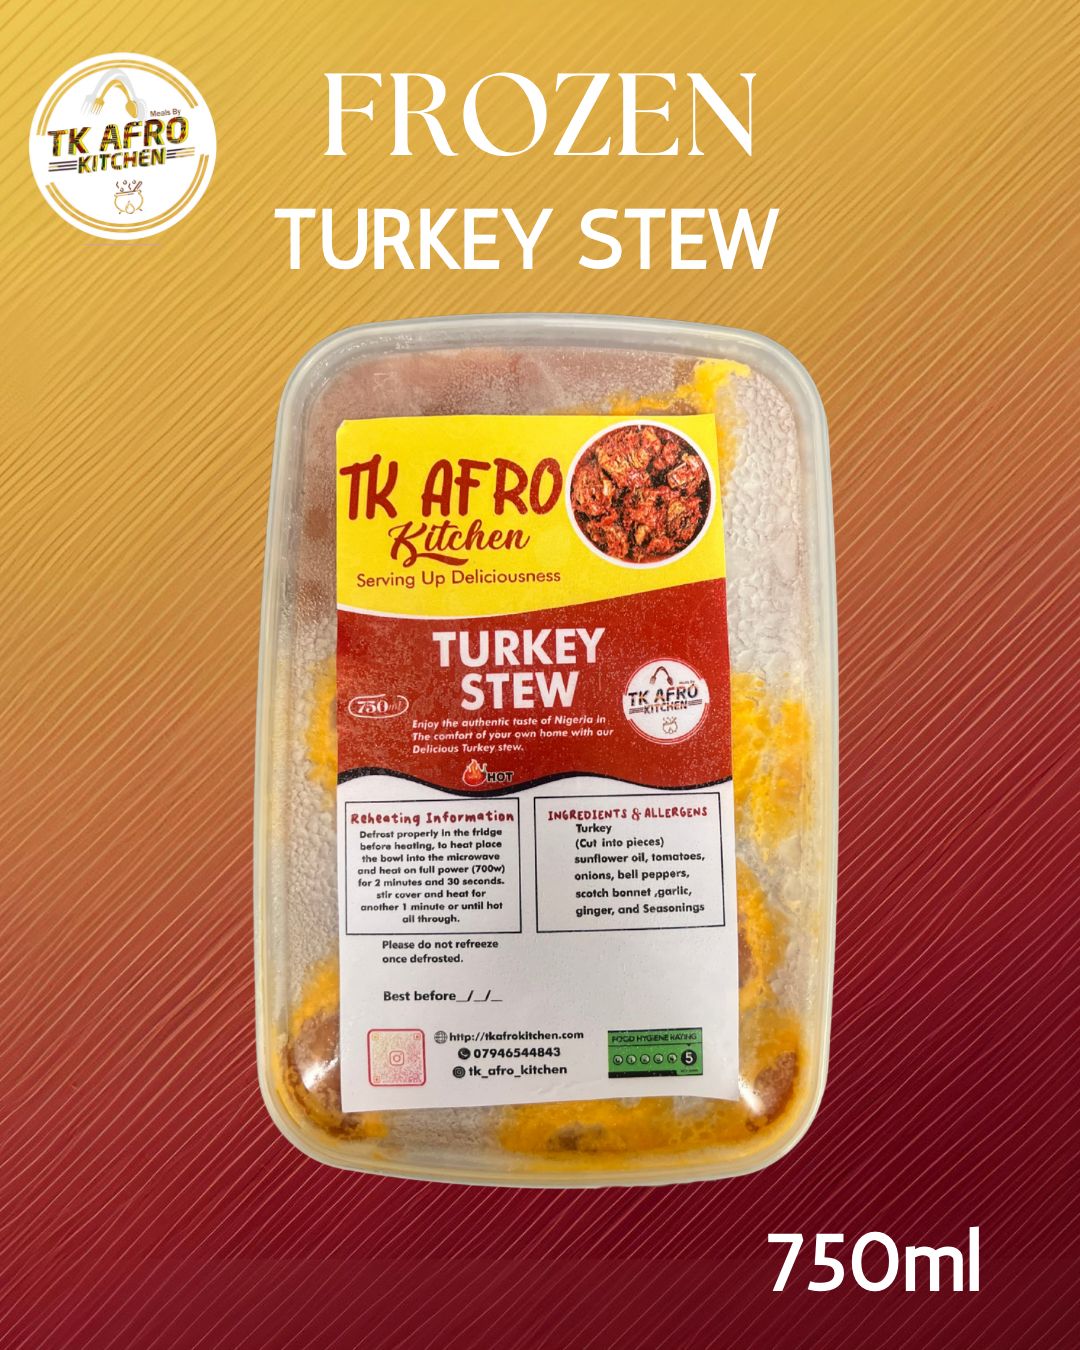 Meals By
TK AFRO
KITCHEN
FROZEN
TURKEY STEW
TK AFRO
Kitchen
Serving Up Deliciousness
TURKEY
STEW
750ml
Enjoy the authentic taste of Nigeria in
The comfort of your own home with our
Delicious Turkey stew.
HOT
Meals By
TK AFRO
KITCHEN
Reheating Information
Defrost properly in the fridge
before heating, to heat place
the bowl into the microwave
and heat on full power (700w)
for 2 minutes and 30 seconds.
stir cover and heat for
another 1 minute or until hot
all through.
INGREDIENTS & ALLERGENS
Turkey
(Cut into pieces)
sunflower oil, tomatoes,
onions, bell peppers,
scotch bonnet ,garlic,
ginger, and Seasonings
Please do not refreeze
once defrosted.
Best before_/_/_
http://tkafrokitchen.com
07946544843
tk_afro_kitchen
FOOD HYGIENE RATING
0 1 2 3 4 5
750ml